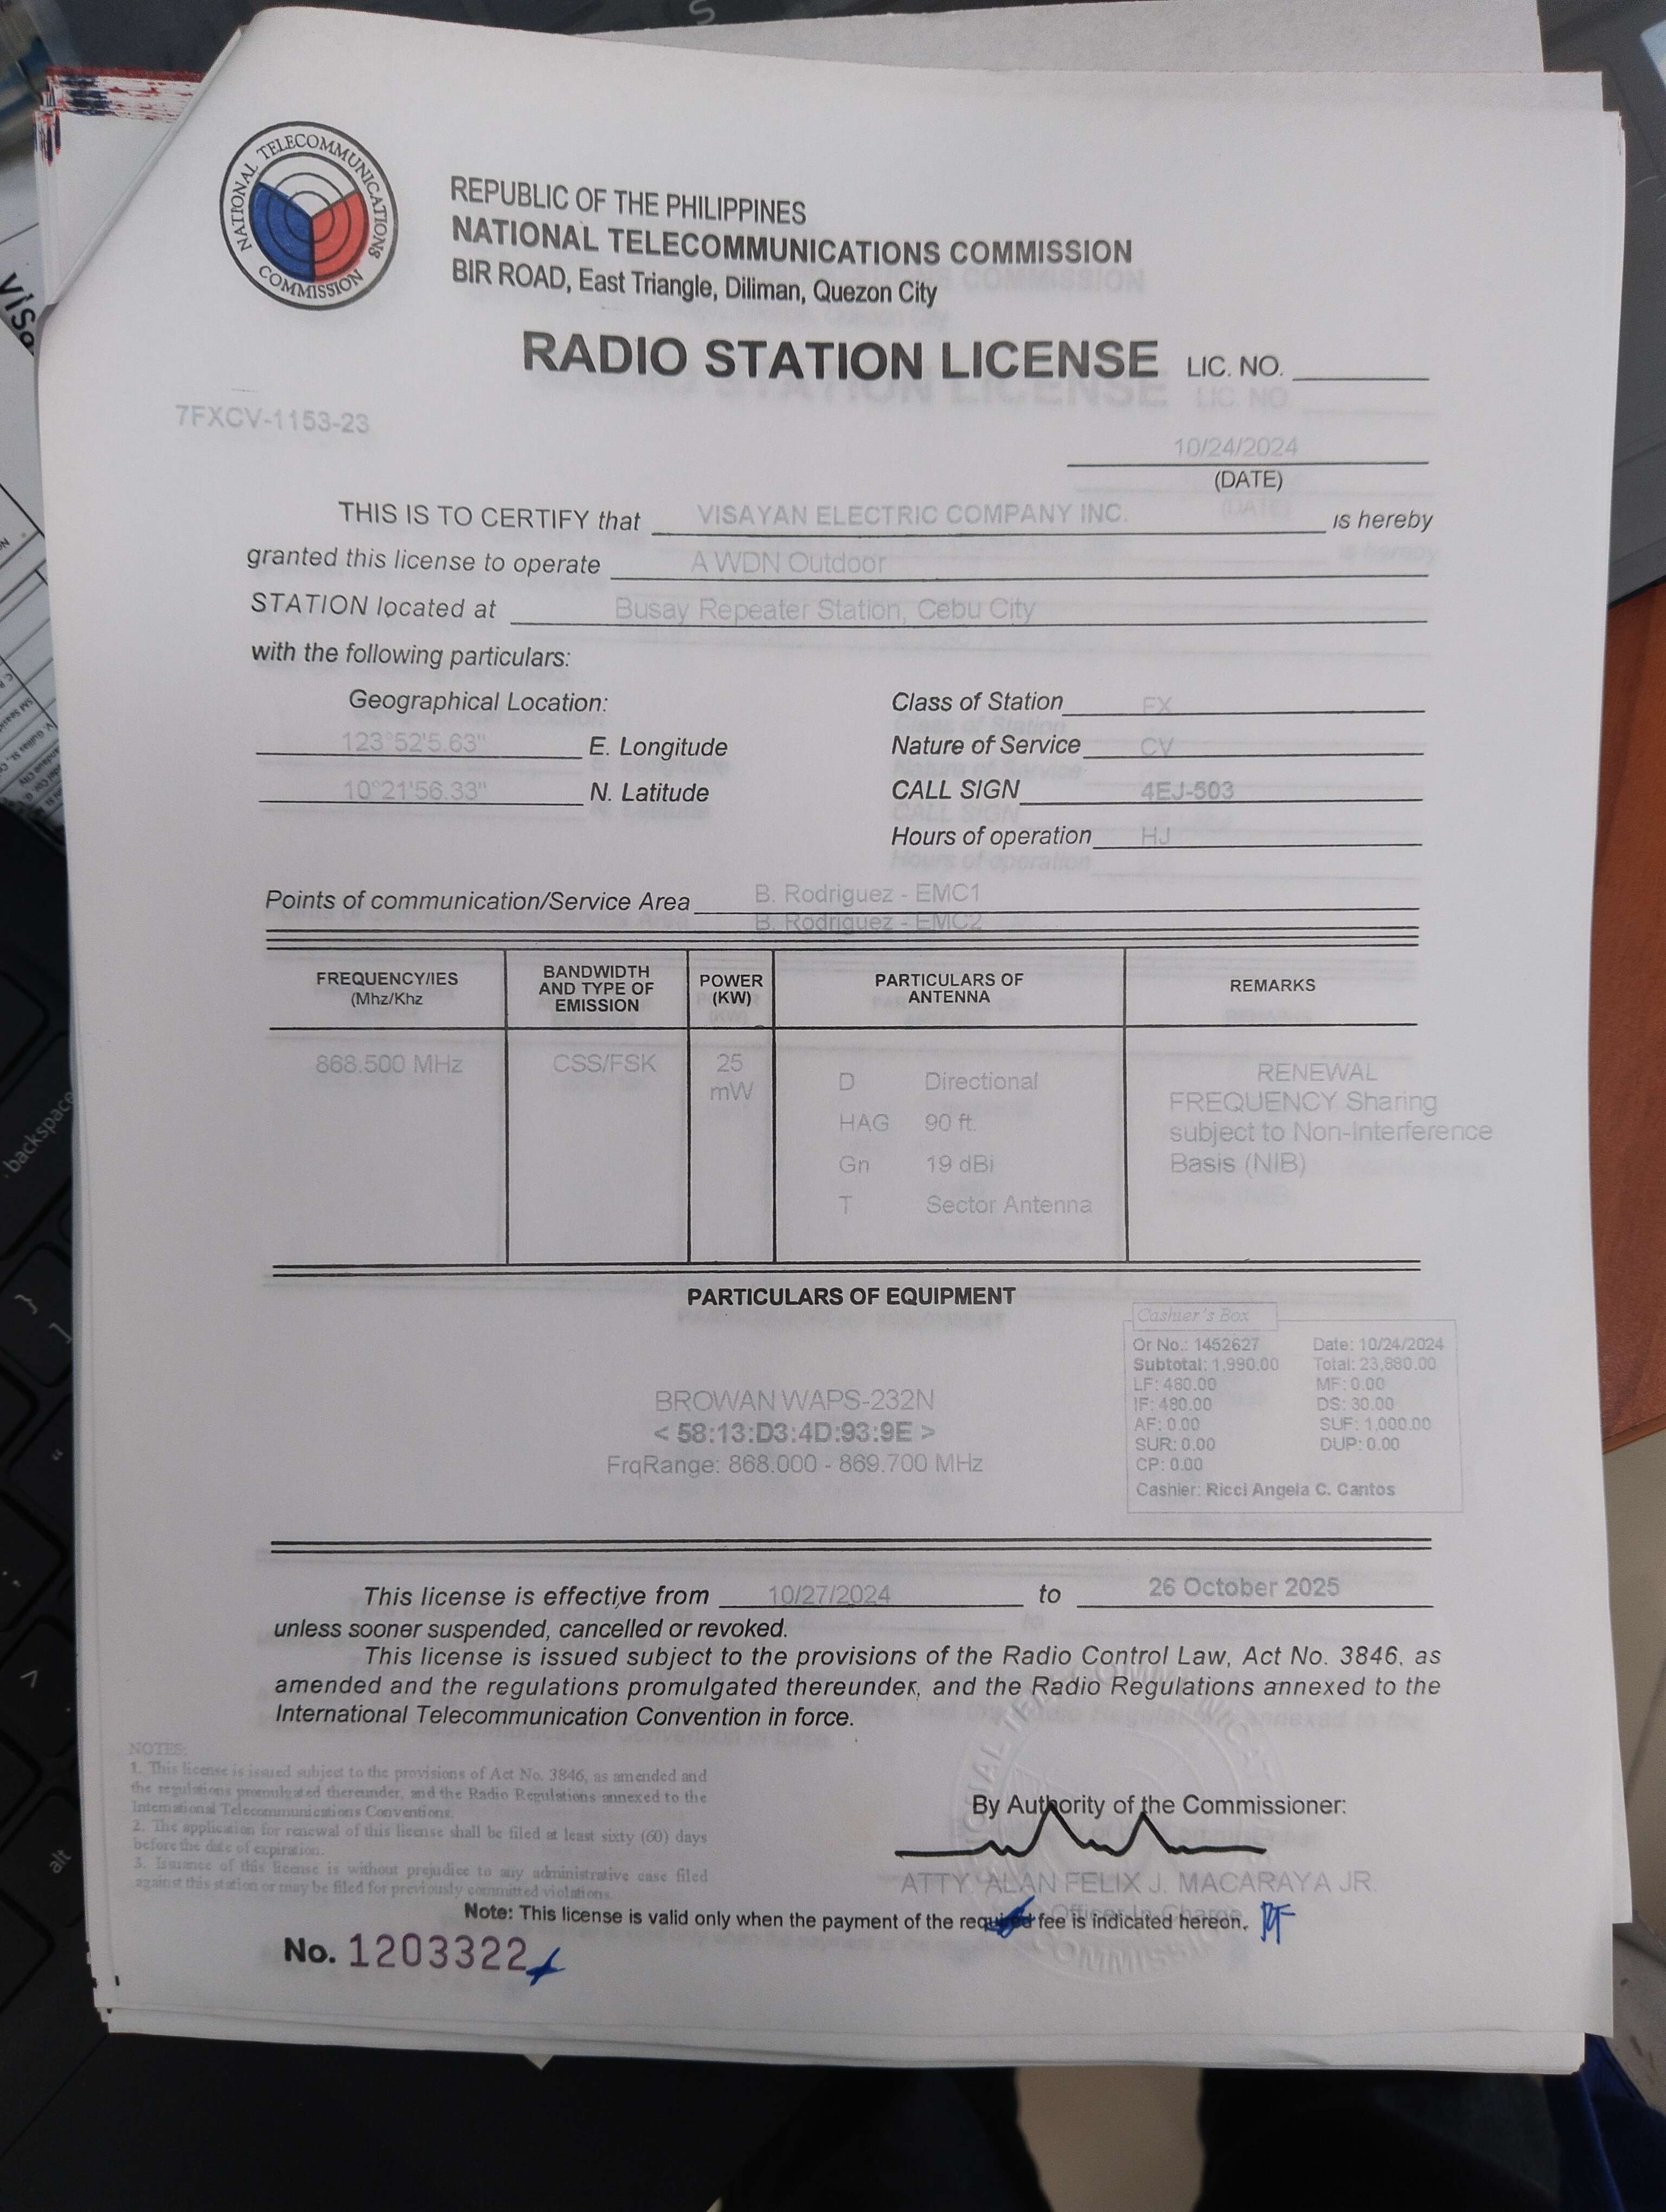 NATIONAL TELECOMMUNICATIONS COMMISSION
REPUBLIC OF THE PHILIPPINES
NATIONAL TELECOMMUNICATIONS COMMISSION
BIR ROAD, East Triangle, Diliman, Quezon City
RADIO STATION LICENSE LIC. NO.
7FXCV-1153-23
10/24/2024
(DATE)
THIS IS TO CERTIFY that VISAYAN ELECTRIC COMPANY INC. is hereby
granted this license to operate A WDN Outdoor
STATION located at Busay Repeater Station, Cebu City
with the following particulars:
Geographical Location:
123°52'5.63" E. Longitude
10°21'56.33" N. Latitude
Class of Station FX
Nature of Service CV
CALL SIGN 4EJ-503
Hours of operation HJ
Points of communication/Service Area B. Rodriguez - EMC1
B. Rodriguez - EMC2
FREQUENCY/IES (Mhz/Khz
BANDWIDTH AND TYPE OF EMISSION
POWER (KW)
PARTICULARS OF ANTENNA
REMARKS
868.500 MHz
CSS/FSK
25 mW
D Directional
HAG 90 ft.
Gn 19 dBi
T Sector Antenna
RENEWAL
FREQUENCY Sharing
subject to Non-Interference
Basis (NIB)
PARTICULARS OF EQUIPMENT
BROWAN WAPS-232N
< 58:13:D3:4D:93:9E >
FrqRange: 868.000 - 869.700 MHz
Cashier's Box
Or No.: 1452627 Date: 10/24/2024
Subtotal: 1,990.00 Total: 23,880.00
LF: 480.00 MF: 0.00
IF: 480.00 DS: 30.00
AF: 0.00 SUF: 1,000.00
SUR: 0.00 DUP: 0.00
CP: 0.00
Cashier: Ricci Angela C. Cantos
This license is effective from 10/27/2024 to 26 October 2025
unless sooner suspended, cancelled or revoked.
This license is issued subject to the provisions of the Radio Control Law, Act No. 3846, as
amended and the regulations promulgated thereunder, and the Radio Regulations annexed to the
International Telecommunication Convention in force.
NOTES:
1. This license is issued subject to the provisions of Act No. 3846, as amended and
the regulations promulgated thereunder, and the Radio Regulations annexed to the
International Telecommunications Conventions.
2. The application for renewal of this license shall be filed at least sixty (60) days
before the date of expiration.
3. Issuance of this license is without prejudice to any administrative case filed
against this station or may be filed for previously committed violations.
By Authority of the Commissioner:
ATTY. ALAN FELIX J. MACARAYA JR.
Officer-In-Charge
Note: This license is valid only when the payment of the required fee is indicated hereon.
No. 1203322
backspace
alt